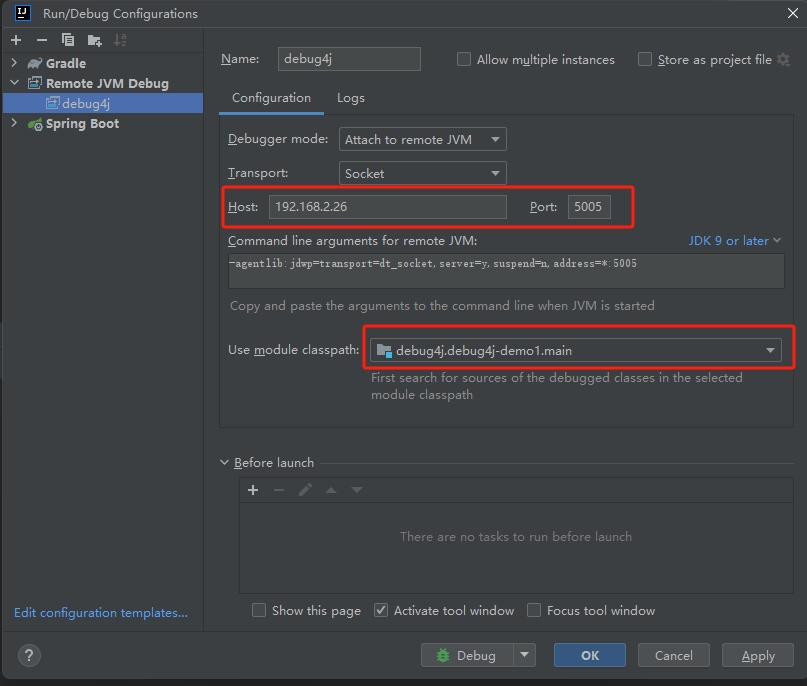 IJ Run/Debug Configurations
Gradle
Remote JVM Debug
debug4j
Spring Boot
Edit configuration templates...
Name: debug4j Allow multiple instances Store as project file
Configuration Logs
Debugger mode: Attach to remote JVM
Transport: Socket
Host: 192.168.2.26 Port: 5005
Command line arguments for remote JVM: JDK 9 or later
-agentlib:jdwp=transport=dt_socket,server=y,suspend=n,address=*:5005
Copy and paste the arguments to the command line when JVM is started
Use module classpath: debug4j.debug4j-demo1.main
First search for sources of the debugged classes in the selected
module classpath
Before launch
There are no tasks to run before launch
Show this page Activate tool window Focus tool window
? Debug OK Cancel Apply